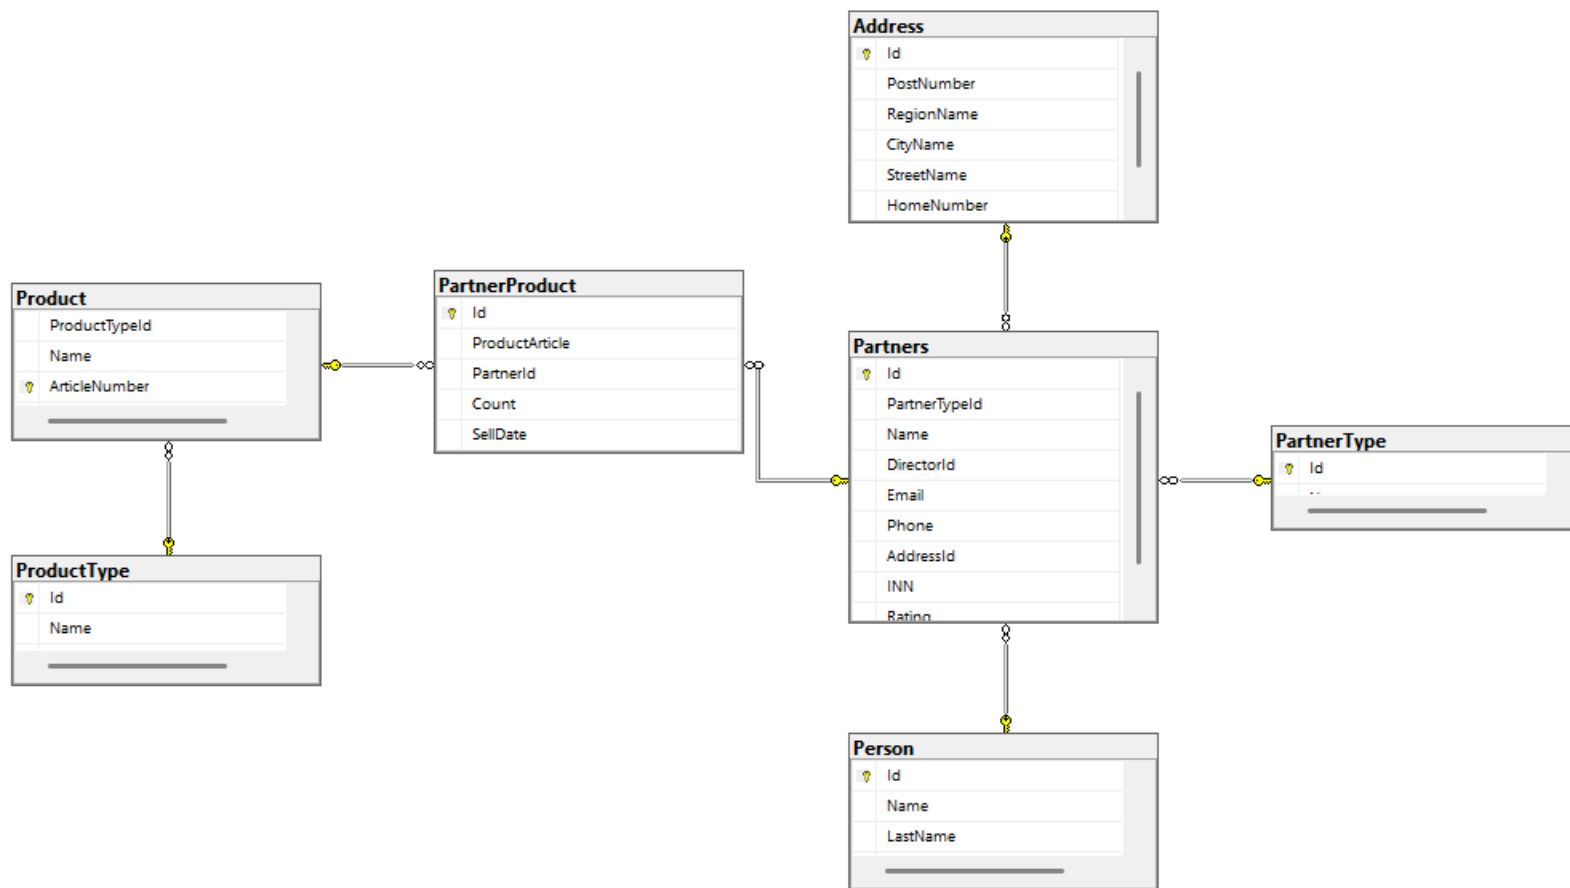 Address
Id
PostNumber
RegionName
CityName
StreetName
HomeNumber
Product
ProductTypeId
Name
ArticleNumber
PartnerProduct
Id
ProductArticle
PartnerId
Count
SellDate
Partners
Id
PartnerTypeId
Name
DirectorId
Email
Phone
AddressId
INN
Rating
PartnerType
Id
ProductType
Id
Name
Person
Id
Name
LastName